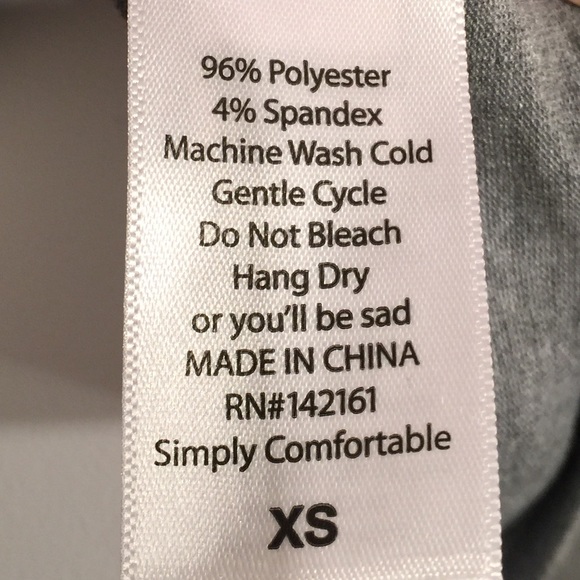 96% Polyester
4% Spandex
Machine Wash Cold
Gentle Cycle
Do Not Bleach
Hang Dry
or you'll be sad
MADE IN CHINA
RN#142161
Simply Comfortable
XS